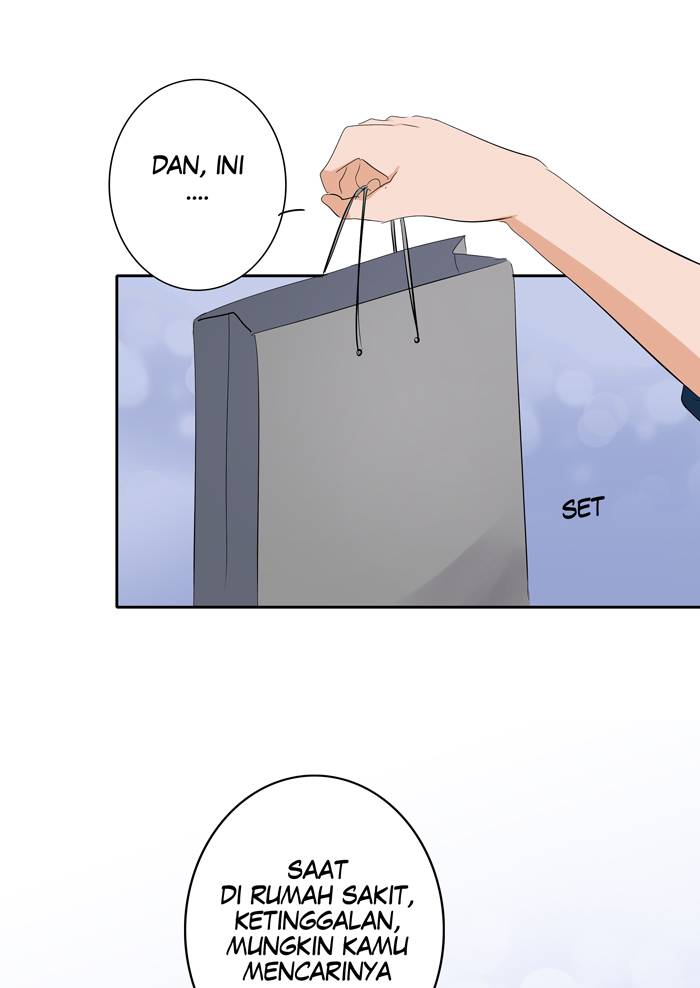 DAN, INI
....
SET
SAAT
DI RUMAH SAKIT,
KETINGGALAN,
MUNGKIN KAMU
MENCARINYA